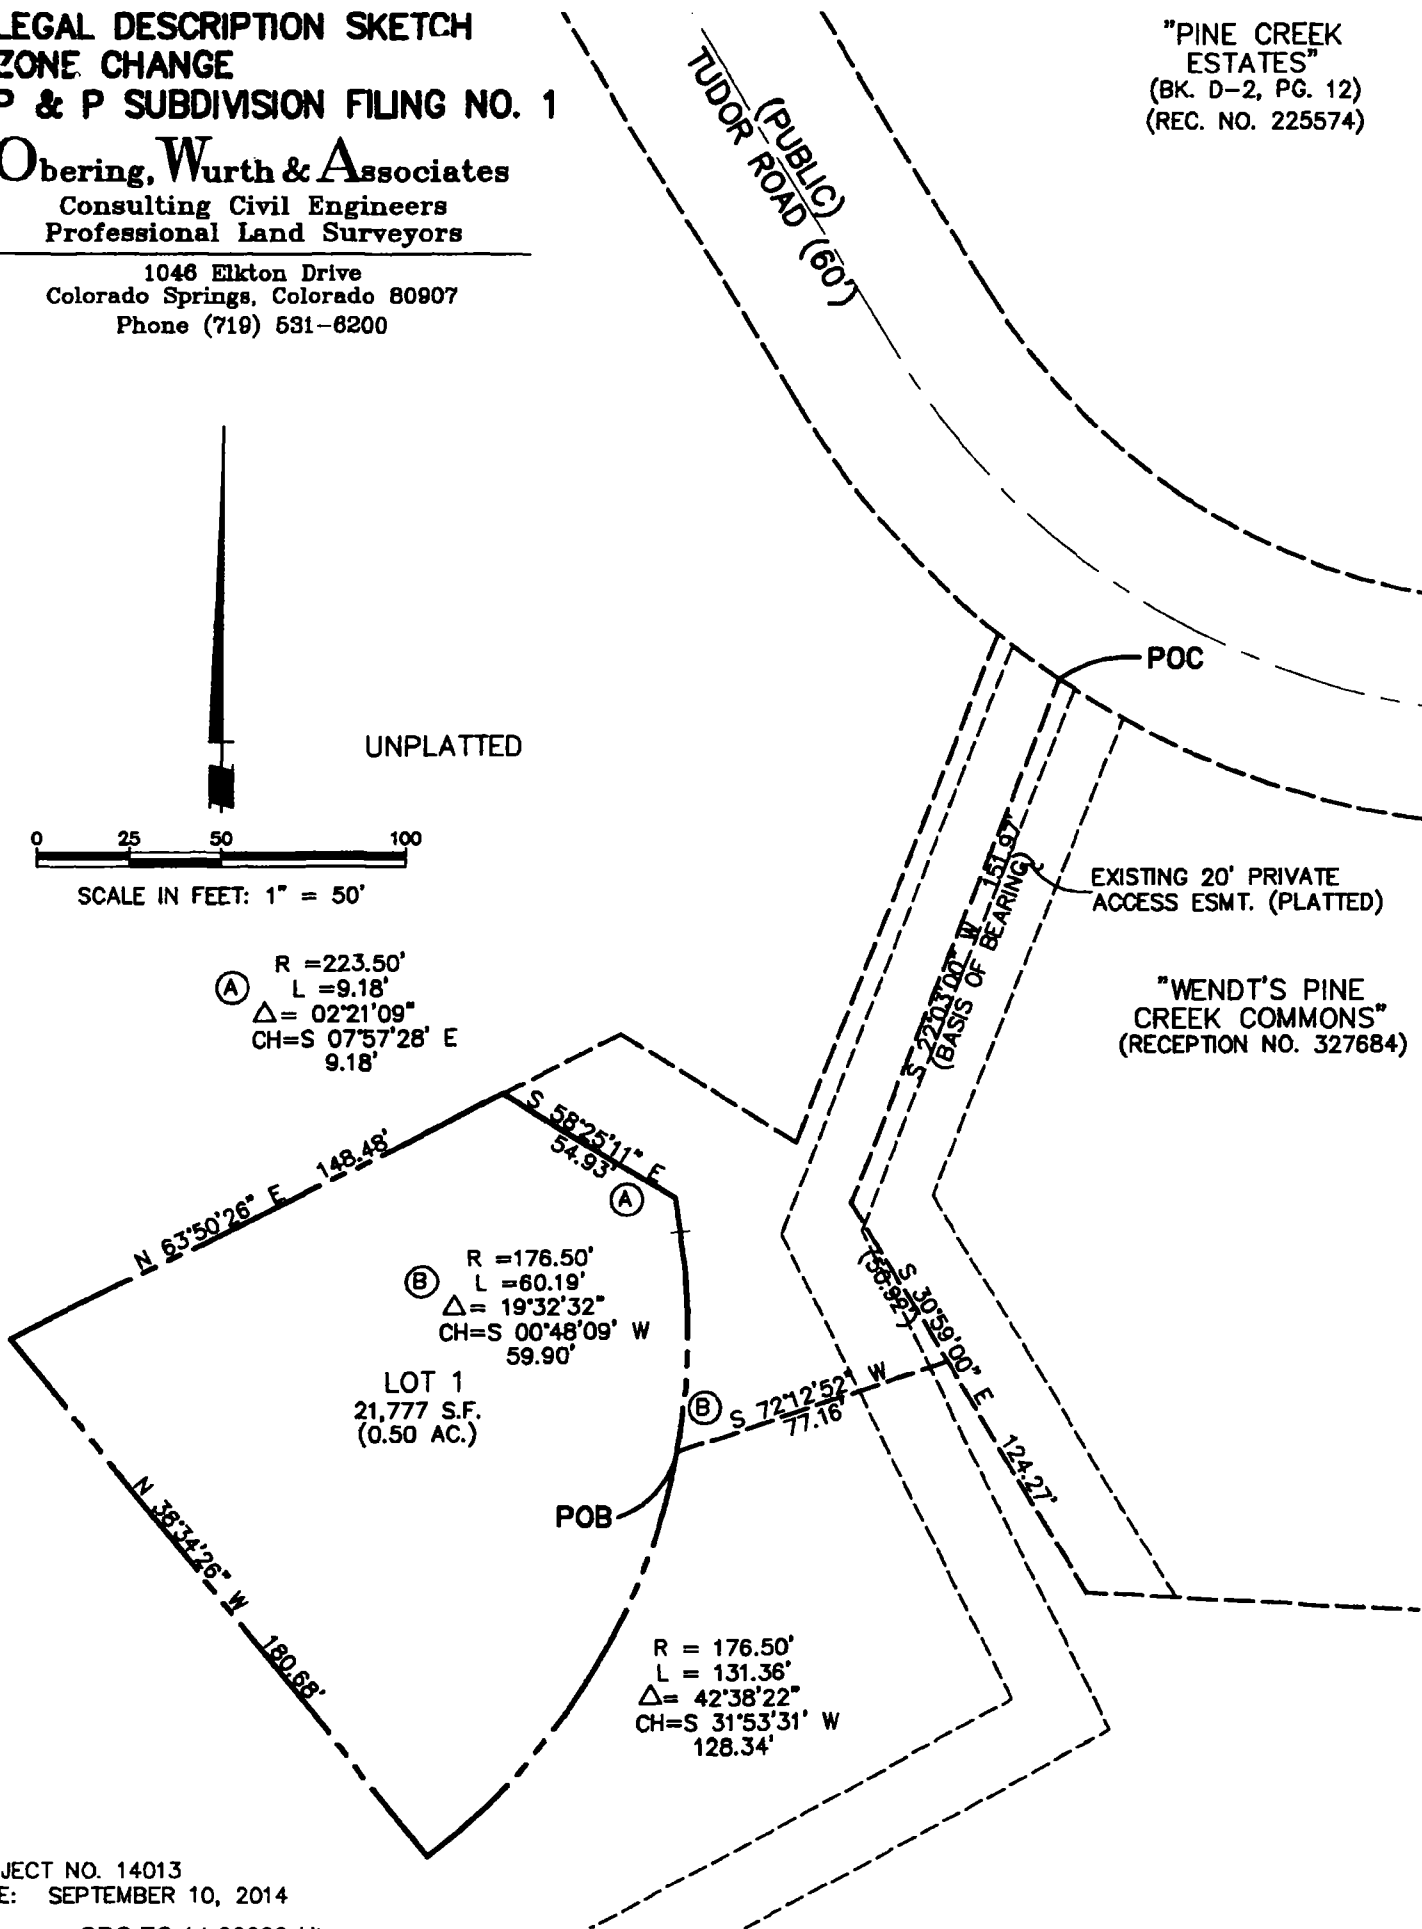 LEGAL DESCRIPTION SKETCH
ZONE CHANGE
P & P SUBDIVISION FILING NO. 1
Obering, Wurth & Associates
Consulting Civil Engineers
Professional Land Surveyors
1046 Elkton Drive
Colorado Springs, Colorado 80907
Phone (719) 531-6200
"PINE CREEK
ESTATES"
(BK. D-2, PG. 12)
(REC. NO. 225574)
TUDOR ROAD (60')
(PUBLIC)
POC
UNPLATTED
0 25 50 100
SCALE IN FEET: 1" = 50'
S 22°03'00" W 151.97'
(BASIS OF BEARING)
EXISTING 20' PRIVATE
ACCESS ESMT. (PLATTED)
"WENDT'S PINE
CREEK COMMONS"
(RECEPTION NO. 327684)
A
R =223.50'
L =9.18'
△= 02°21'09"
CH=S 07°57'28' E
9.18'
N 63°50'26" E 148.48'
S 58°25'11" E
54.93'
A
B
R =176.50'
L =60.19'
△= 19°32'32"
CH=S 00°48'09' W
59.90'
LOT 1
21,777 S.F.
(0.50 AC.)
B
S 72°12'52" W
77.16'
S 30°59'00" E 124.27'
(56.92')
POB
N 38°34'26" W 180.68'
R = 176.50'
L = 131.36'
△= 42°38'22"
CH=S 31°53'31' W
128.34'
JECT NO. 14013
E: SEPTEMBER 10, 2014